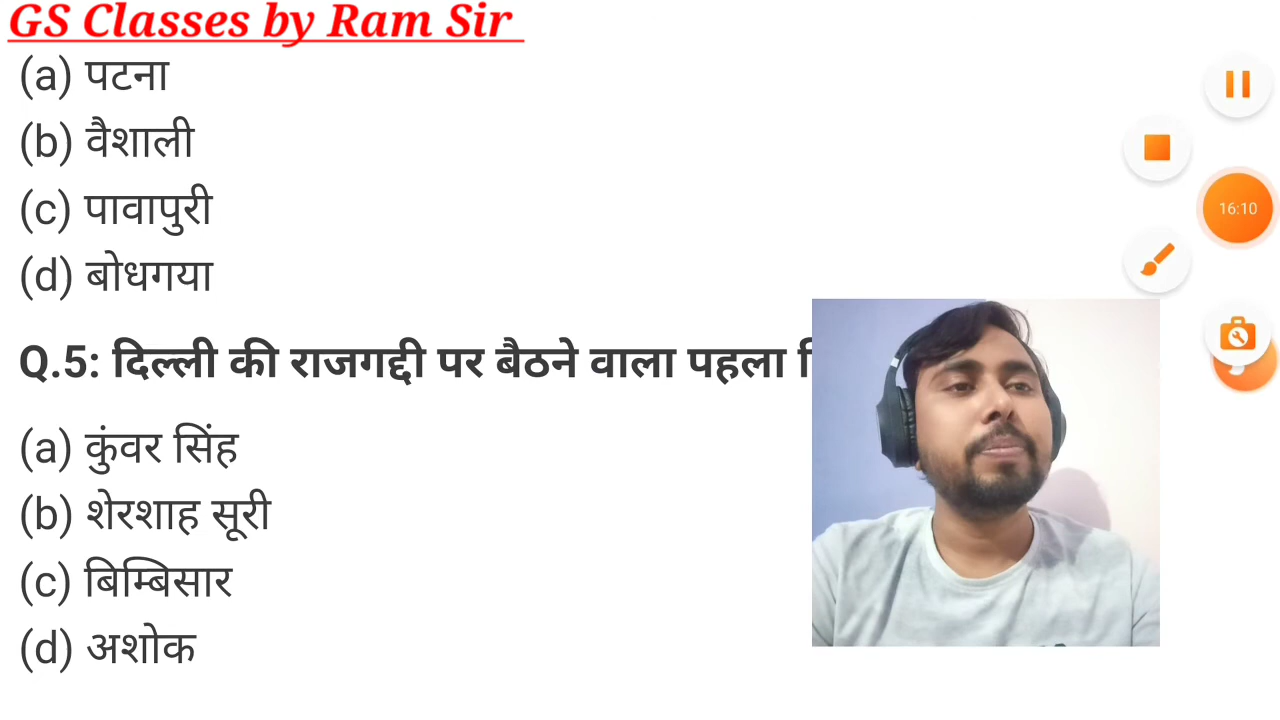 GS Classes by Ram Sir
(a) पटना
(b) वैशाली
(c) पावापुरी
(d) बोधगया
16:10
Q.5: दिल्ली की राजगद्दी पर बैठने वाला पहला
(a) कुंवर सिंह
(b) शेरशाह सूरी
(c) बिम्बिसार
(d) अशोक